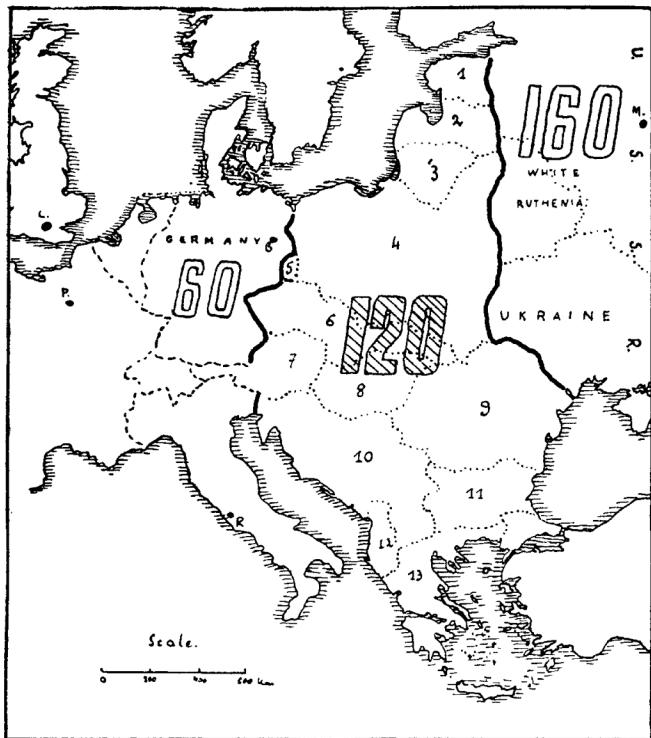 1
U.
160
M.
2
S.
3
WHITE
RUTHENIA
L.
4
GERMANY
B
S.
5
60
P.
6
120
UKRAINE
R.
7
8
9
10
11
R
12
13
Scale.
0 200 400 600 km